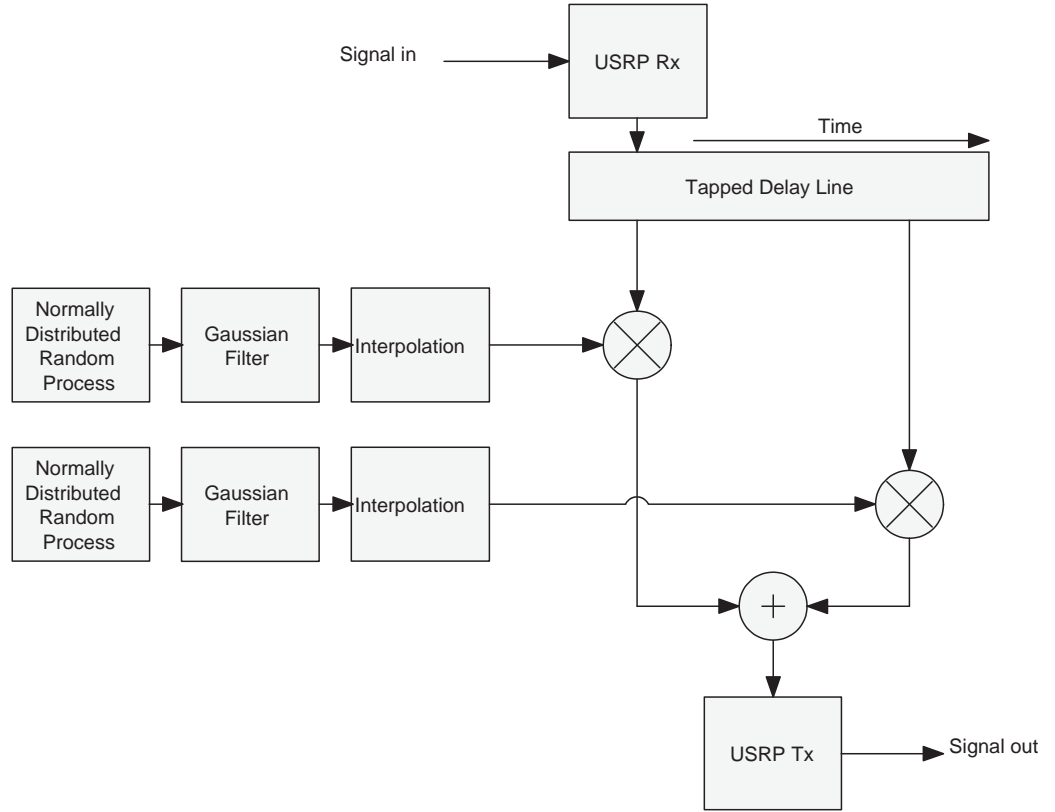 Signal in
USRP Rx
Time
Tapped Delay Line
Normally
Distributed
Random
Process
Gaussian
Filter
Interpolation
Normally
Distributed
Random
Process
Gaussian
Filter
Interpolation
+
USRP Tx
Signal out